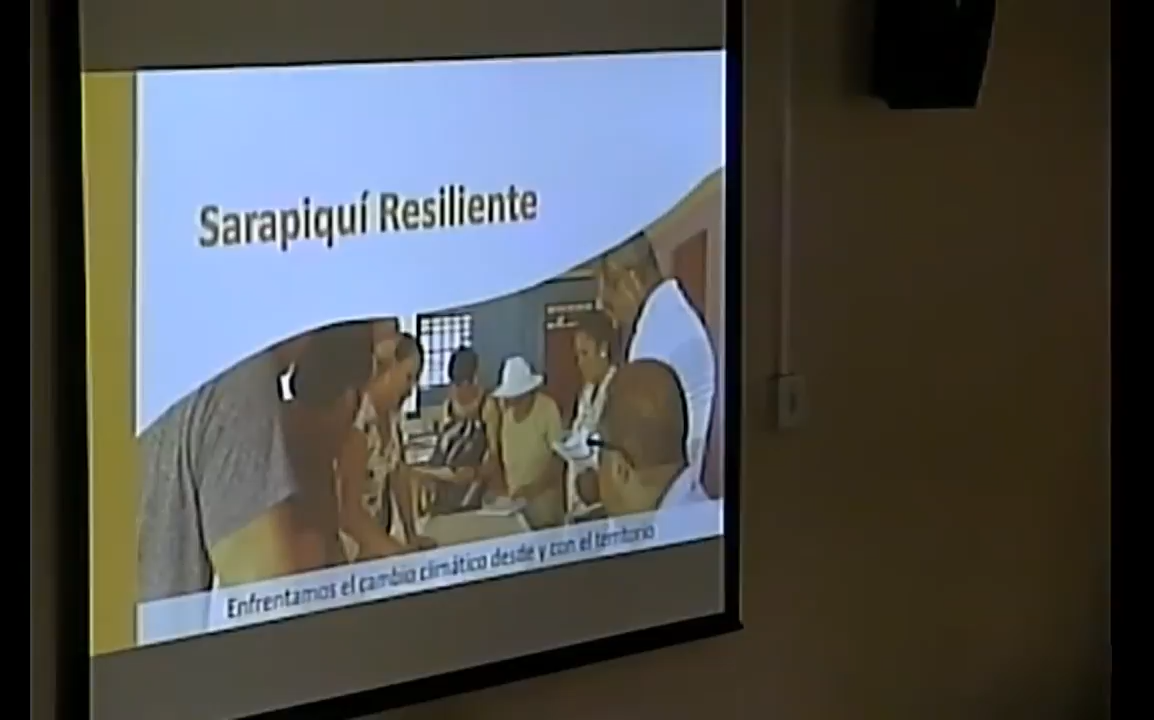 Sarapiquí Resiliente
Enfrentamos el cambio climático desde y con el territorio